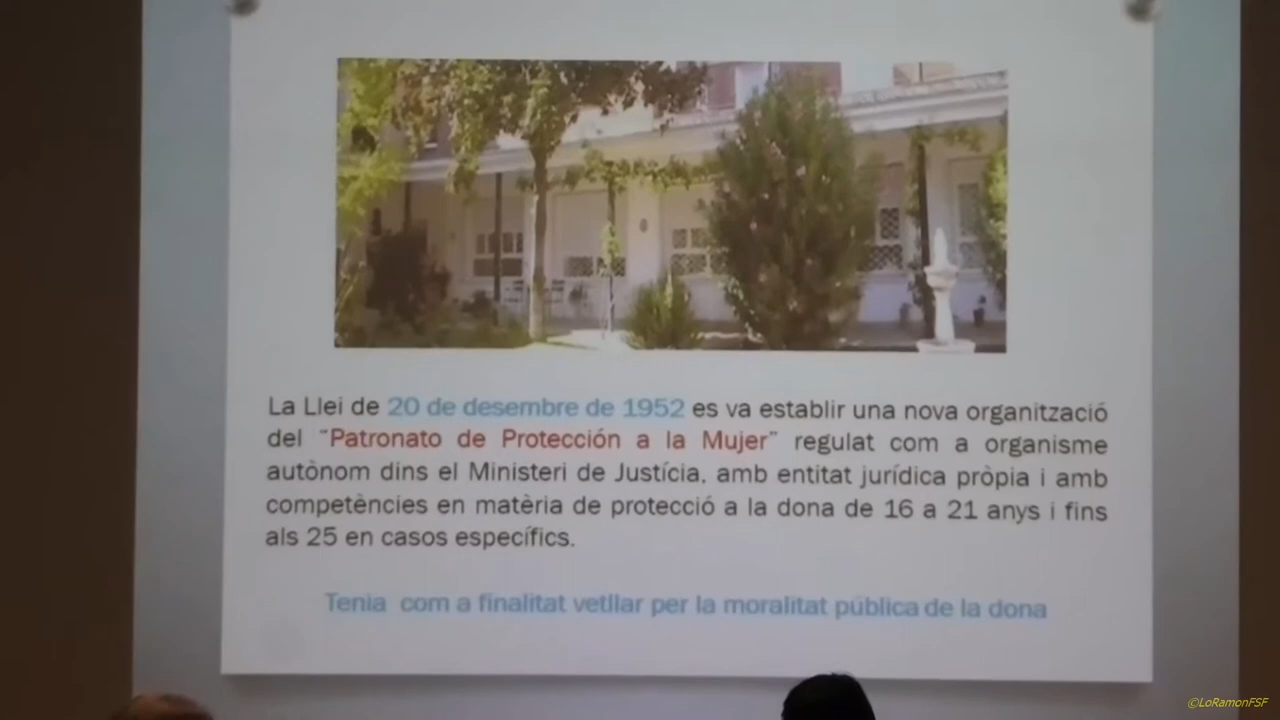 La Llei de 20 de desembre de 1952 es va establir una nova organització
del “Patronato de Protección a la Mujer” regulat com a organisme
autònom dins el Ministeri de Justícia, amb entitat jurídica pròpia i amb
competències en matèria de protecció a la dona de 16 a 21 anys i fins
als 25 en casos específics.
Tenia com a finalitat vetllar per la moralitat pública de la dona
©LoRamonFSF